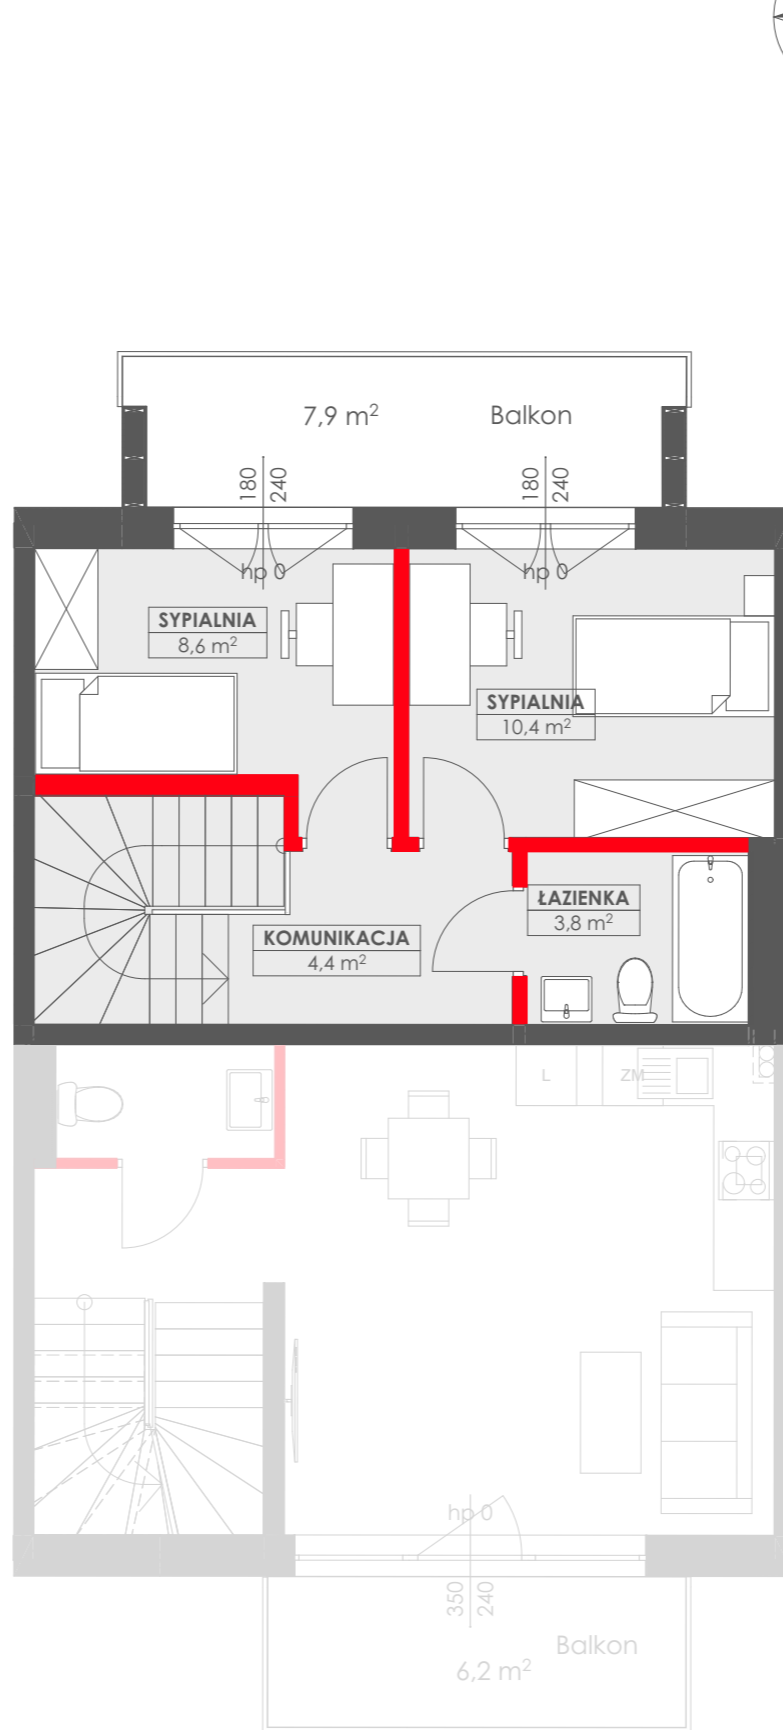 7,9 m²
Balkon
180
240
180
240
hp 0
hp 0
SYPIALNIA
8,6 m²
SYPIALNIA
10,4 m²
ŁAZIENKA
3,8 m²
KOMUNIKACJA
4,4 m²
L
ZM
hp 0
350
240
Balkon
6,2 m²